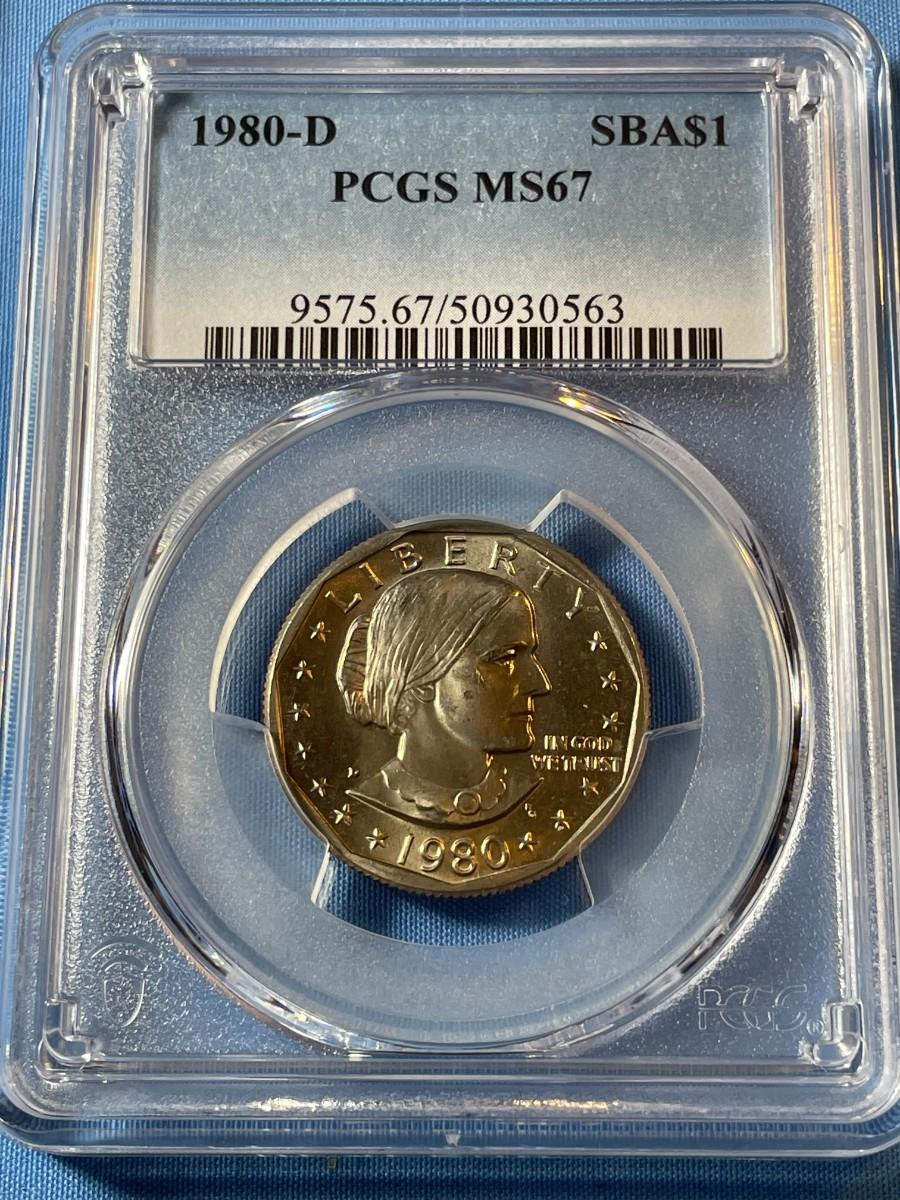 1980-D SBA$1
PCGS MS67
9575.67/50930563
LIBERTY
IN GOD
WE TRUST
1980
PCGS